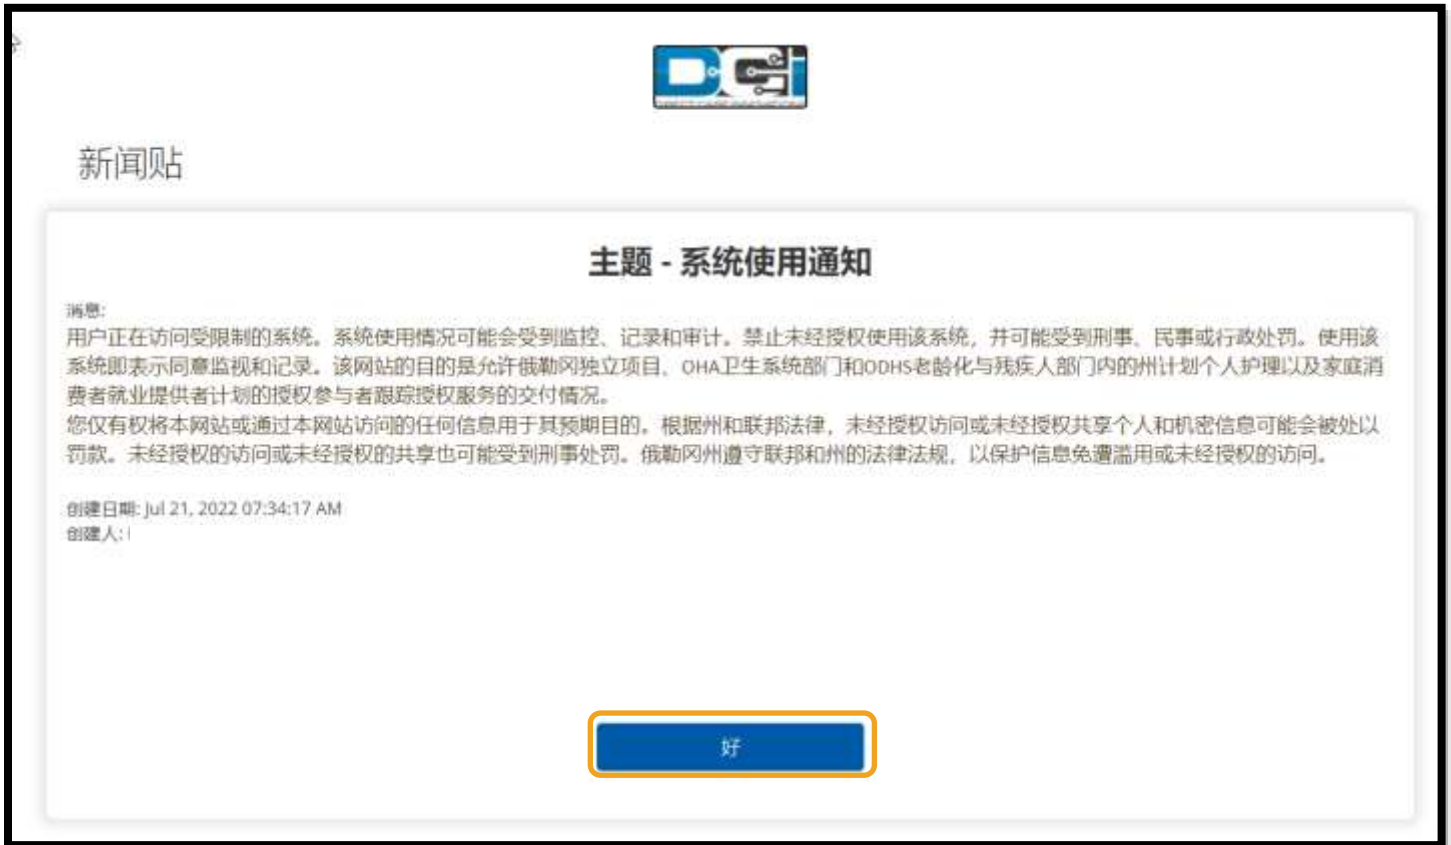 DCi
新闻贴
主题 - 系统使用通知
消息:
用户正在访问受限制的系统。系统使用情况可能会受到监控、记录和审计。禁止未经授权使用该系统，并可能受到刑事、民事或行政处罚。使用该
系统即表示同意监视和记录。该网站的目的是允许俄勒冈独立项目、OHA卫生系统部门和ODHS老龄化与残疾人部门内的州计划个人护理以及家庭消
费者就业提供者计划的授权参与者跟踪授权服务的交付情况。
您仅有权将本网站或通过本网站访问的任何信息用于其预期目的。根据州和联邦法律，未经授权访问或未经授权共享个人和机密信息可能会被处以
罚款。未经授权的访问或未经授权的共享也可能受到刑事处罚。俄勒冈州遵守联邦和州的法律法规，以保护信息免遭滥用或未经授权的访问。
创建日期: Jul 21, 2022 07:34:17 AM
创建人:
好